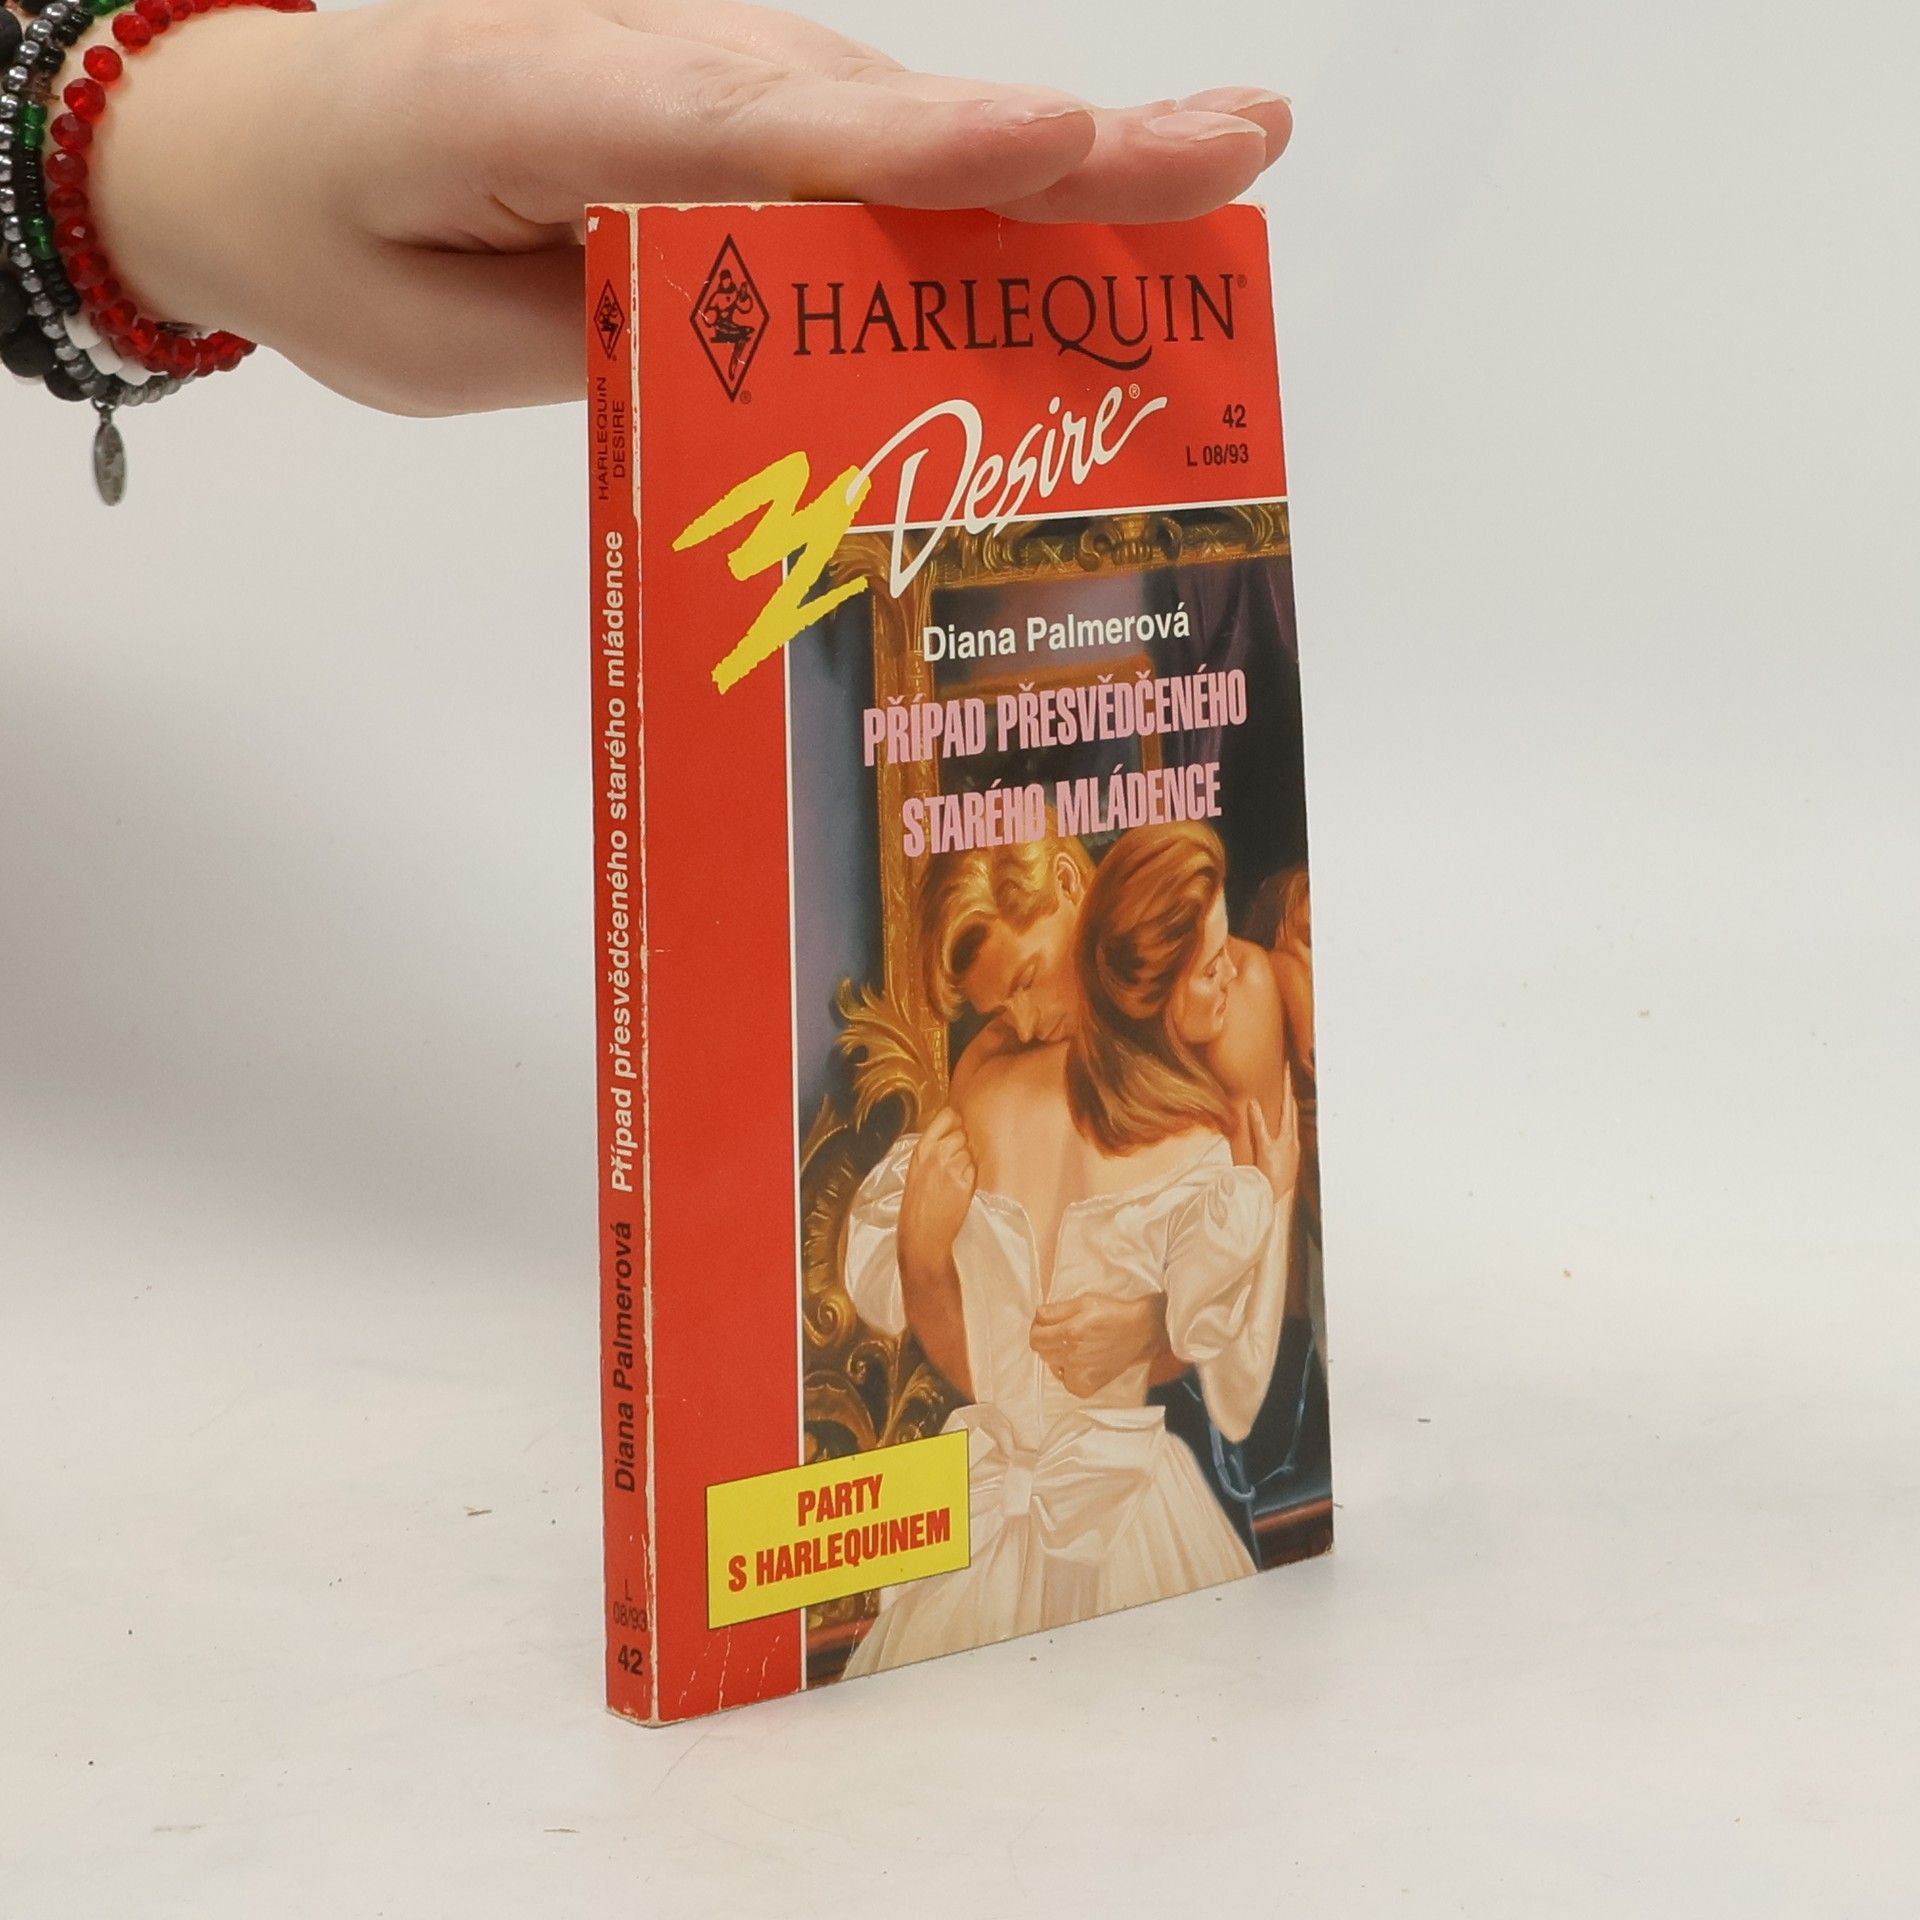 HARLEQUIN®
Desire®
42
L 08/93
Diana Palmerová
PŘÍPAD PŘESVĚDČENÉHO
STARÉHO MLÁDENCE
PARTY
S HARLEQUINEM
HARLEQUIN
DESIRE
Případ přesvědčeného starého mládence
Diana Palmerová
L
08/93
42